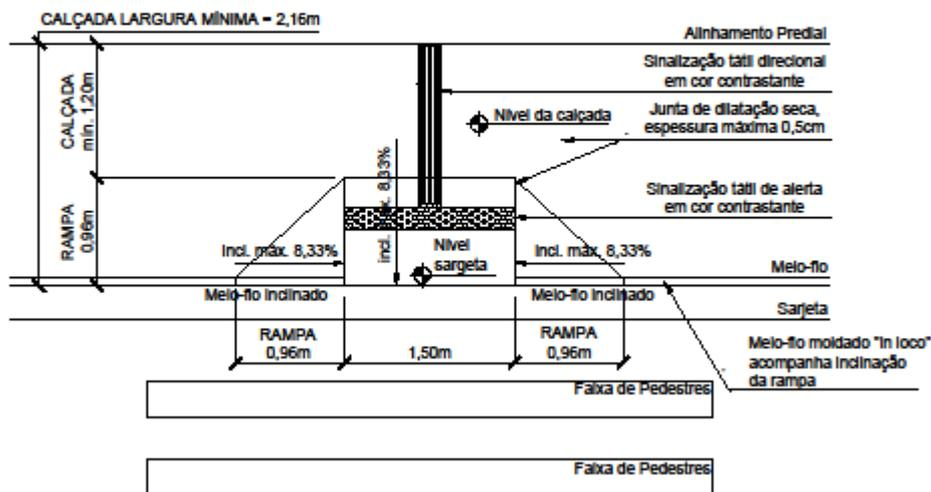 CALÇADA LARGURA MÍNIMA = 2,16m
Alinhamento Predial
Sinalização tátil direcional
em cor contrastante
CALÇADA
mín. 1,20m
Nível da calçada
Junta de dilatação seca,
espessura máxima 0,5cm
incl. máx. 8,33%
Sinalização tátil de alerta
em cor contrastante
RAMPA
0,96m
Incl. máx. 8,33%
Nível
sargeta
Incl. máx. 8,33%
Meio-fio
Meio-fio Inclinado
Meio-fio Inclinado
Sarjeta
RAMPA
0,96m
1,50m
RAMPA
0,96m
Meio-fio moldado "in loco"
acompanha inclinação
da rampa
Faixa de Pedestres
Faixa de Pedestres